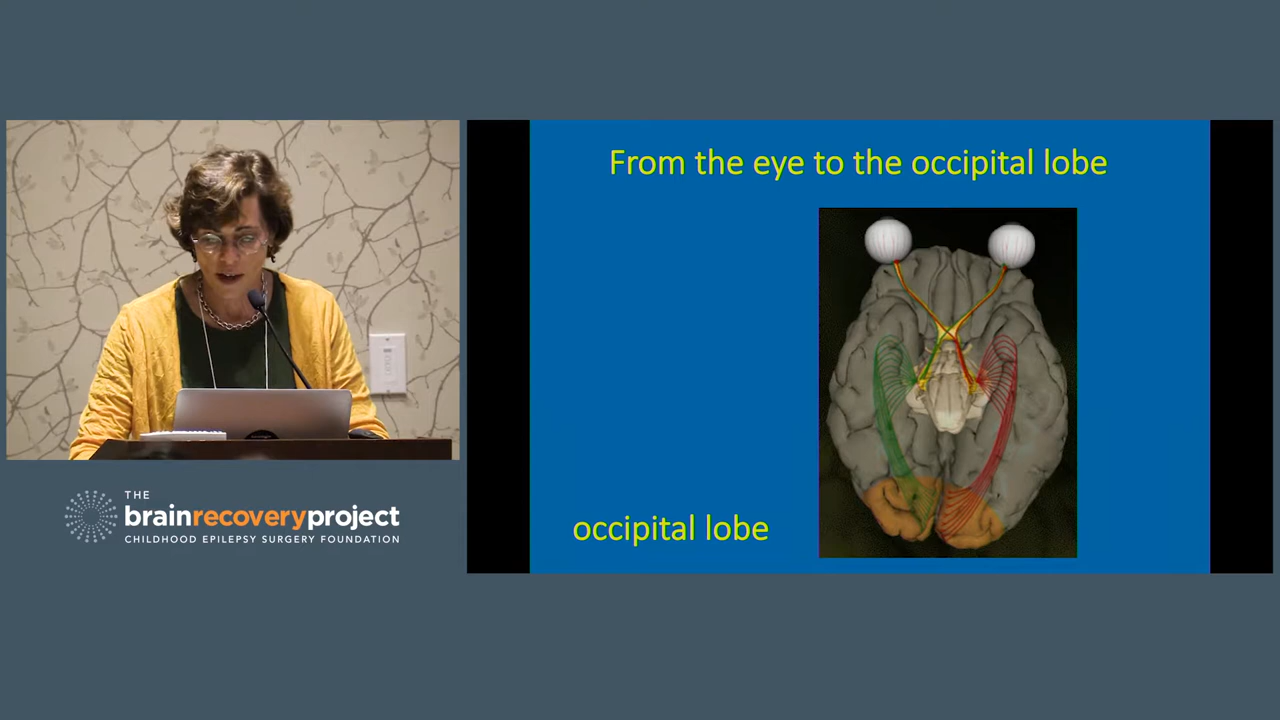 From the eye to the occipital lobe
occipital lobe
THE
brainrecoveryproject
CHILDHOOD EPILEPSY SURGERY FOUNDATION